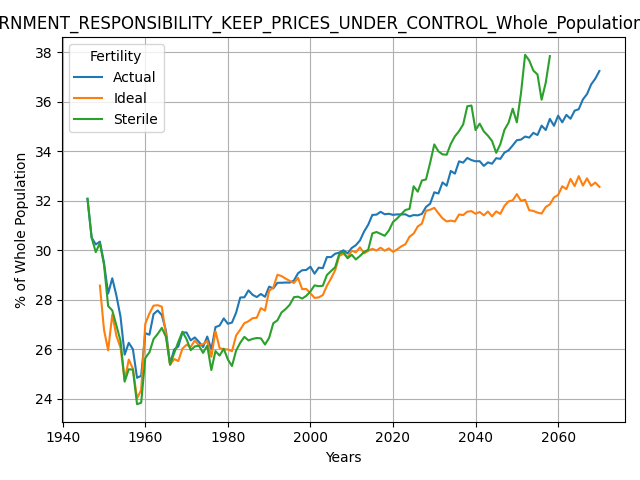 RNMENT_RESPONSIBILITY_KEEP_PRICES_UNDER_CONTROL_Whole_Population
38
36
34
32
30
28
26
24
% of Whole Population
Fertility
Actual
Ideal
Sterile
1940 1960 1980 2000 2020 2040 2060
Years